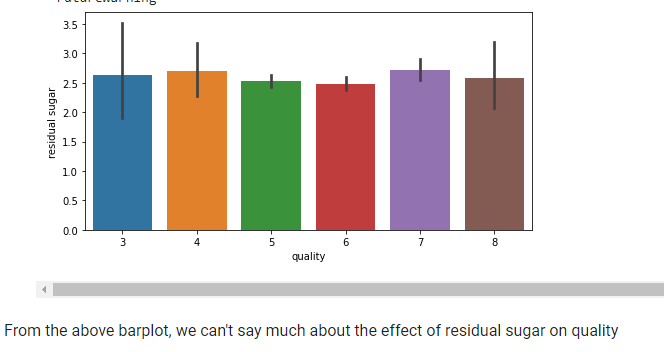 FutureWarning
3.5
3.0
2.5
2.0
1.5
1.0
0.5
0.0
residual sugar
3 4 5 6 7 8
quality
From the above barplot, we can't say much about the effect of residual sugar on quality